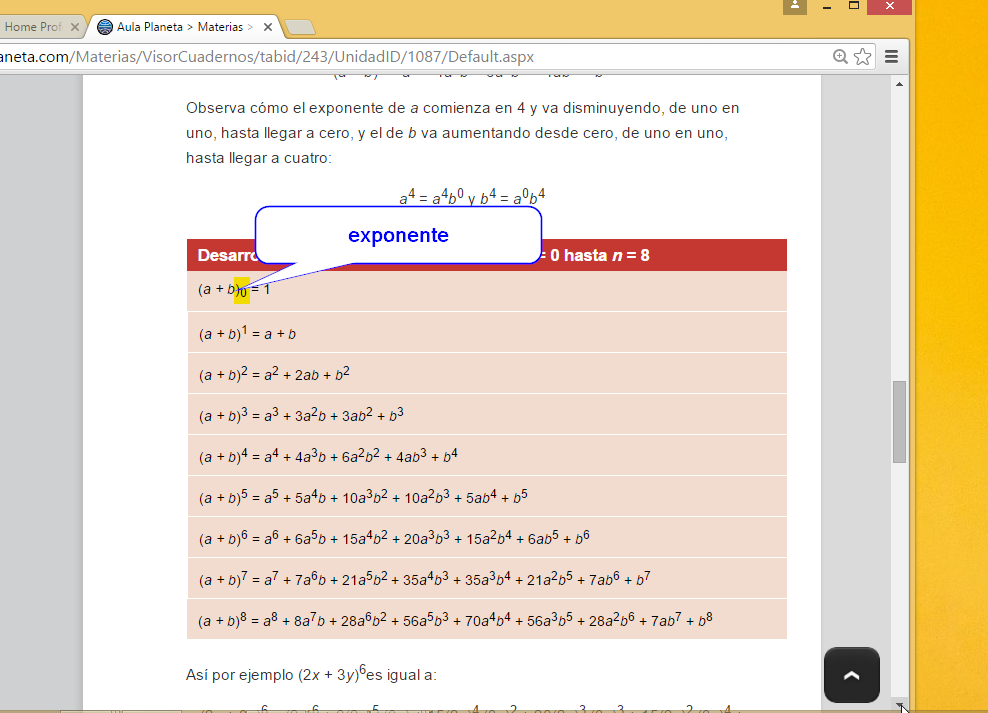 Home Prof
Aula Planeta > Materias >
aneta.com/Materias/VisorCuadernos/tabid/243/UnidadID/1087/Default.aspx
Observa cómo el exponente de a comienza en 4 y va disminuyendo, de uno en
uno, hasta llegar a cero, y el de b va aumentando desde cero, de uno en uno,
hasta llegar a cuatro:
a⁴ = a⁴b⁰ y b⁴ = a⁰b⁴
exponente
Desarro = 0 hasta n = 8
(a + b)0 = 1
(a + b)¹ = a + b
(a + b)² = a² + 2ab + b²
(a + b)³ = a³ + 3a²b + 3ab² + b³
(a + b)⁴ = a⁴ + 4a³b + 6a²b² + 4ab³ + b⁴
(a + b)⁵ = a⁵ + 5a⁴b + 10a³b² + 10a²b³ + 5ab⁴ + b⁵
(a + b)⁶ = a⁶ + 6a⁵b + 15a⁴b² + 20a³b³ + 15a²b⁴ + 6ab⁵ + b⁶
(a + b)⁷ = a⁷ + 7a⁶b + 21a⁵b² + 35a⁴b³ + 35a³b⁴ + 21a²b⁵ + 7ab⁶ + b⁷
(a + b)⁸ = a⁸ + 8a⁷b + 28a⁶b² + 56a⁵b³ + 70a⁴b⁴ + 56a³b⁵ + 28a²b⁶ + 7ab⁷ + b⁸
Así por ejemplo (2x + 3y)⁶es igual a: